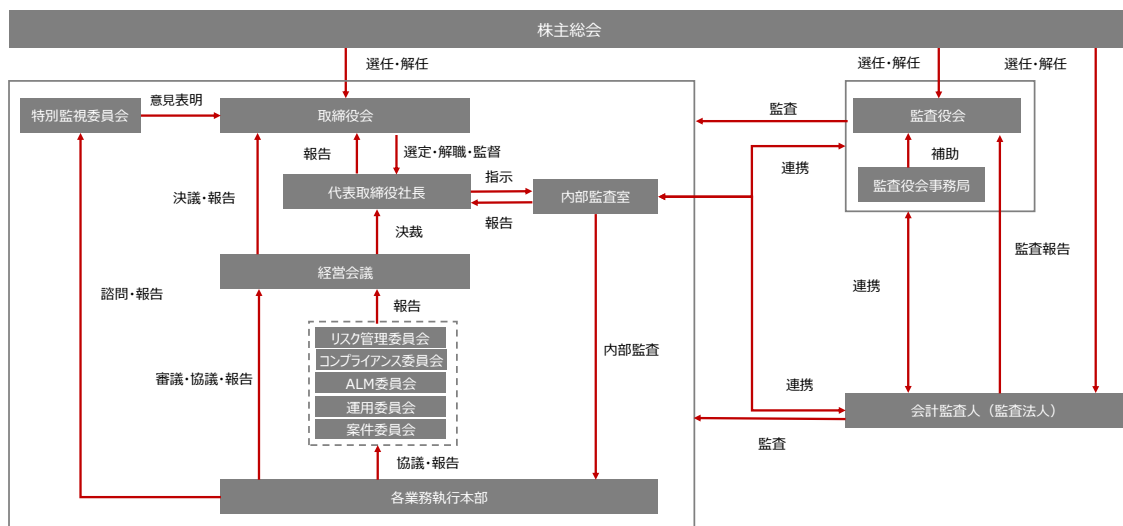 株主総会
選任・解任
選任・解任
選任・解任
特別監視委員会
意見表明
取締役会
監査
監査役会
報告
選定・解職・監督
補助
連携
代表取締役社長
指示
内部監査室
監査役会事務局
決議・報告
報告
決裁
監査報告
経営会議
連携
諮問・報告
報告
リスク管理委員会
内部監査
コンプライアンス委員会
審議・協議・報告
ALM委員会
連携
運用委員会
会計監査人（監査法人）
案件委員会
監査
協議・報告
各業務執行本部